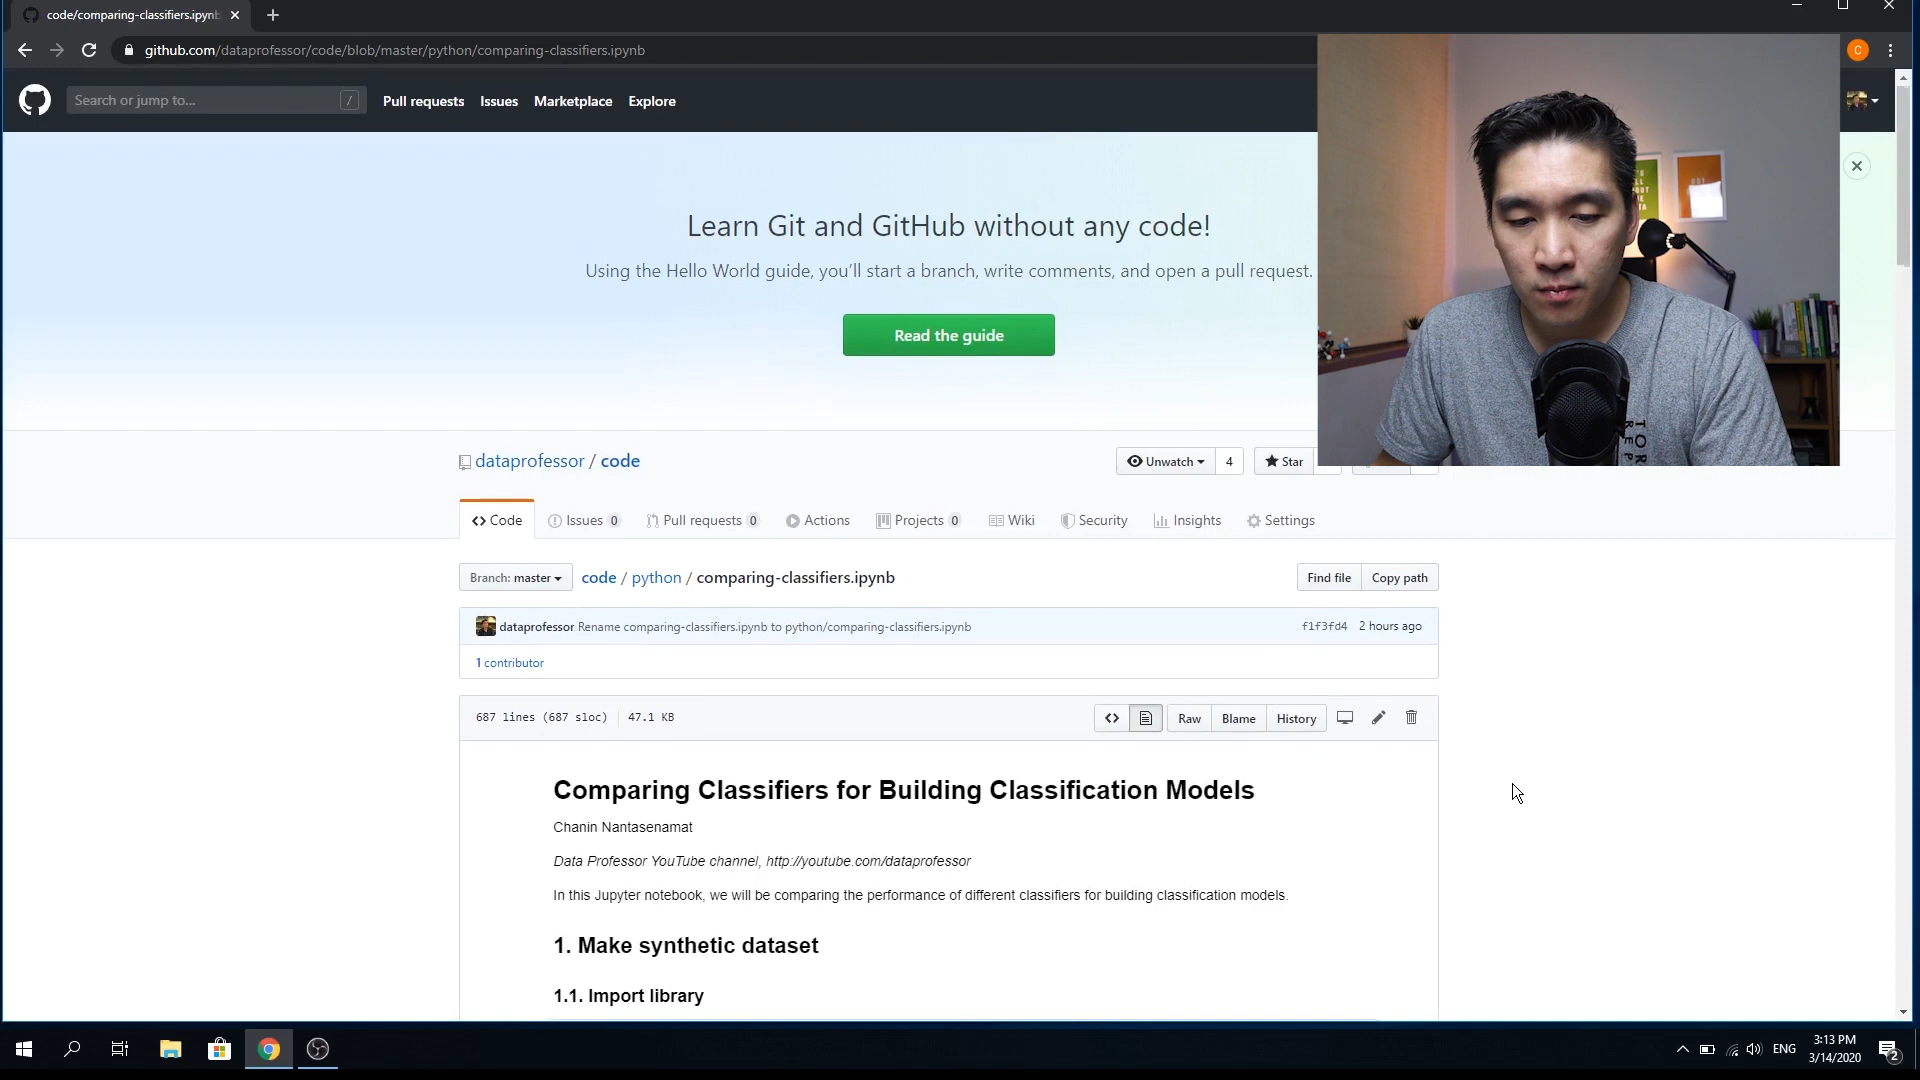 code/comparing-classifiers.ipynb
github.com/dataprofessor/code/blob/master/python/comparing-classifiers.ipynb
C
Search or jump to... /
Pull requests Issues Marketplace Explore
Learn Git and GitHub without any code!
Using the Hello World guide, you’ll start a branch, write comments, and open a pull request.
Read the guide
dataprofessor / code
Unwatch 4 Star
Code Issues 0 Pull requests 0 Actions Projects 0 Wiki Security Insights Settings
Branch: master code / python / comparing-classifiers.ipynb Find file Copy path
dataprofessor Rename comparing-classifiers.ipynb to python/comparing-classifiers.ipynb f1f3fd4 2 hours ago
1 contributor
687 lines (687 sloc) 47.1 KB Raw Blame History
Comparing Classifiers for Building Classification Models
Chanin Nantasenamat
Data Professor YouTube channel, http://youtube.com/dataprofessor
In this Jupyter notebook, we will be comparing the performance of different classifiers for building classification models.
1. Make synthetic dataset
1.1. Import library
ENG
3:13 PM
3/14/2020
2